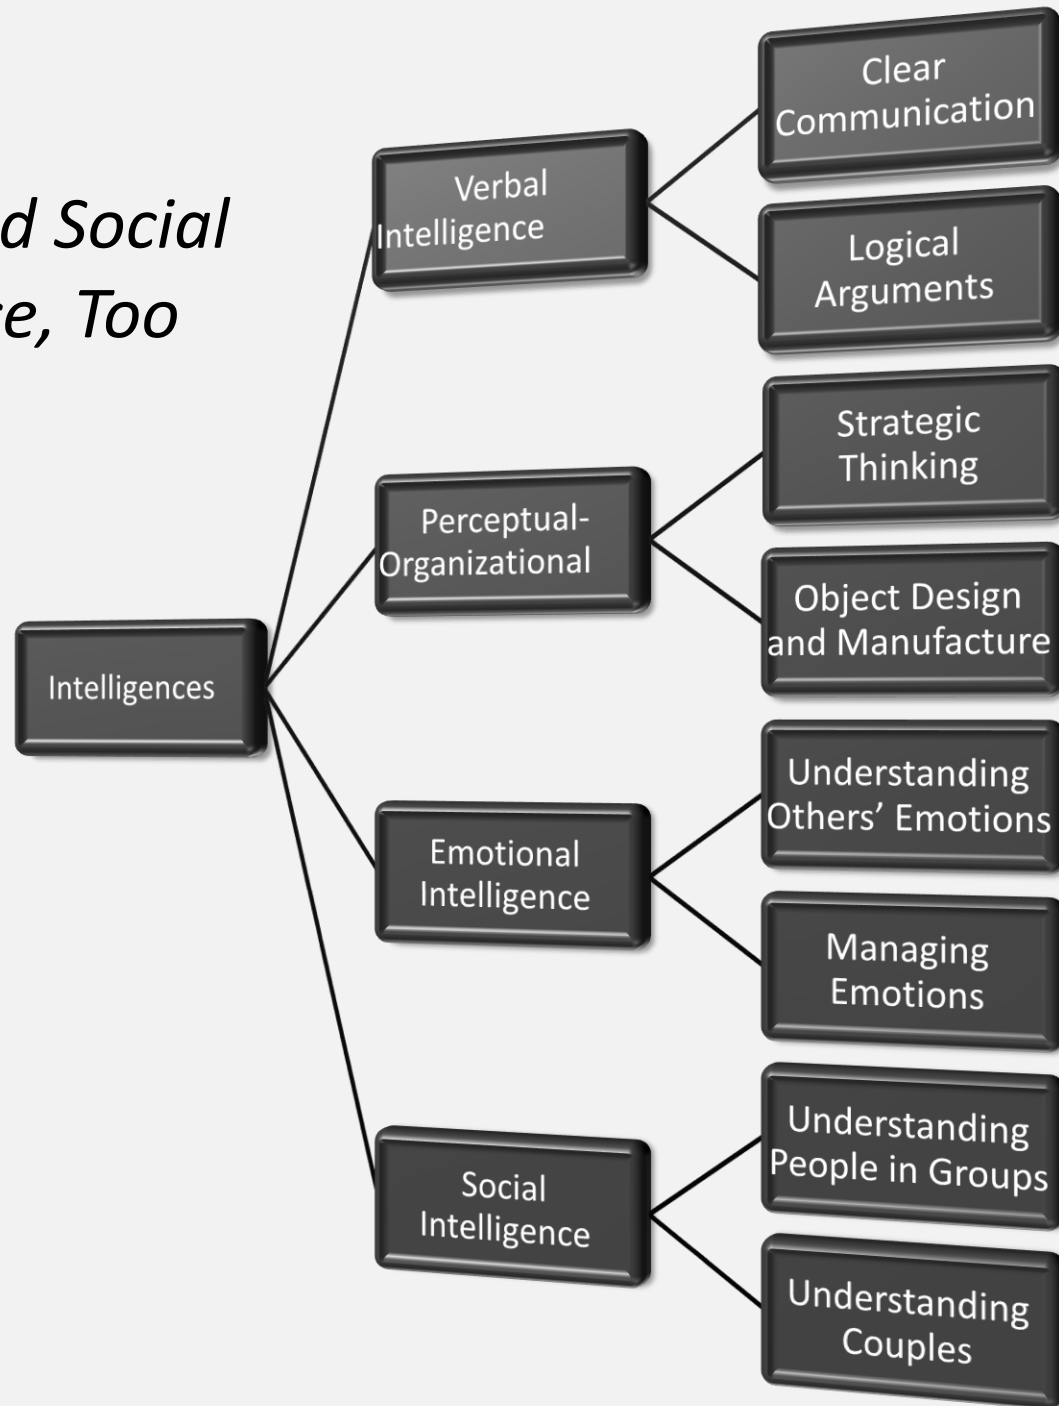 d Social
e, Too
Intelligences
Verbal
Intelligence
Clear
Communication
Logical
Arguments
Perceptual-
Organizational
Strategic
Thinking
Object Design
and Manufacture
Emotional
Intelligence
Understanding
Others’ Emotions
Managing
Emotions
Social
Intelligence
Understanding
People in Groups
Understanding
Couples